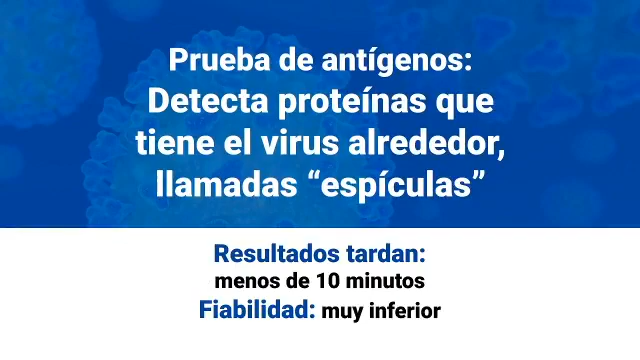 Prueba de antígenos:
Detecta proteínas que
tiene el virus alrededor,
llamadas “espículas”
Resultados tardan:
menos de 10 minutos
Fiabilidad: muy inferior